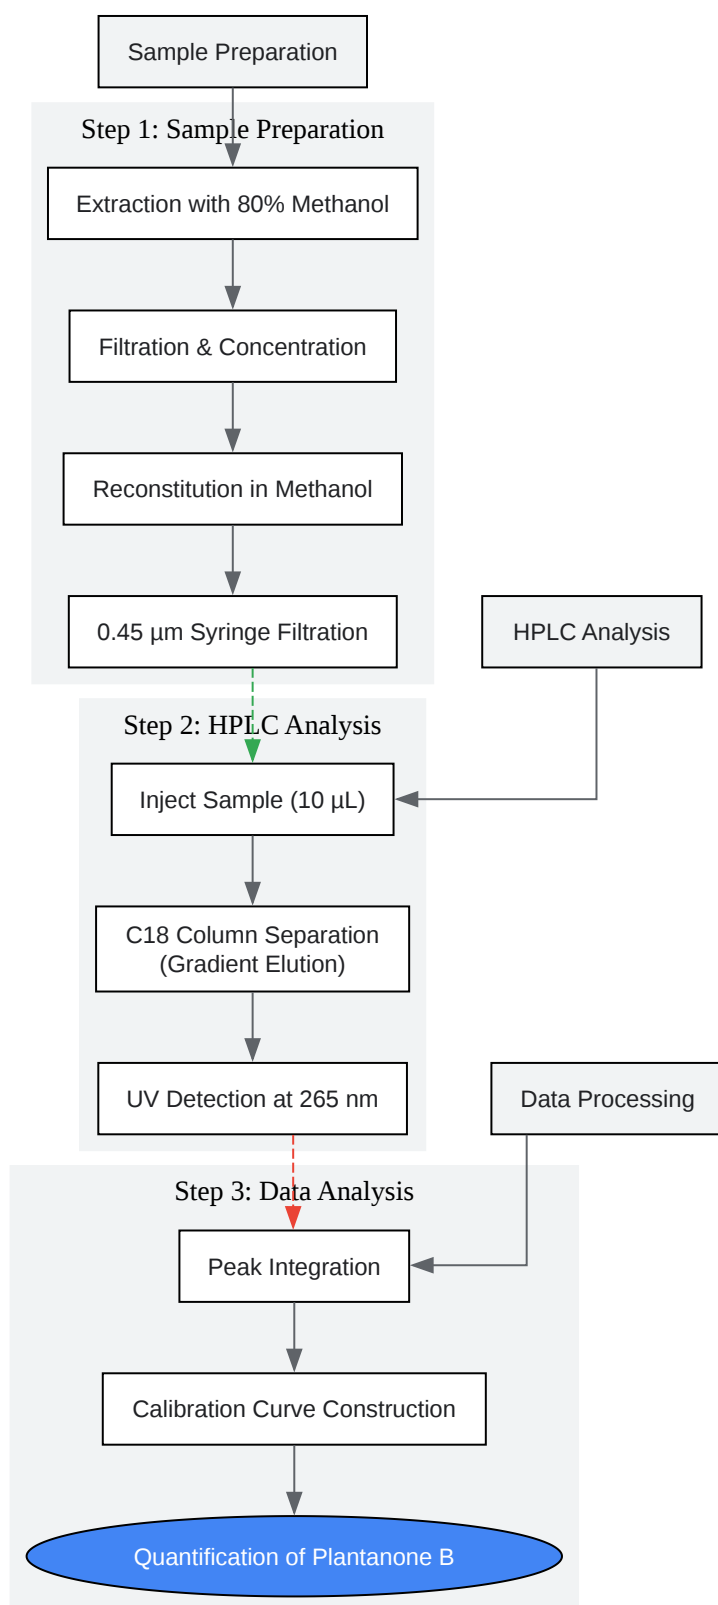 Sample Preparation
Step 1: Sample Preparation
Extraction with 80% Methanol
Filtration & Concentration
Reconstitution in Methanol
0.45 µm Syringe Filtration
HPLC Analysis
Step 2: HPLC Analysis
Inject Sample (10 µL)
C18 Column Separation
(Gradient Elution)
UV Detection at 265 nm
Data Processing
Step 3: Data Analysis
Peak Integration
Calibration Curve Construction
Quantification of Plantanone B